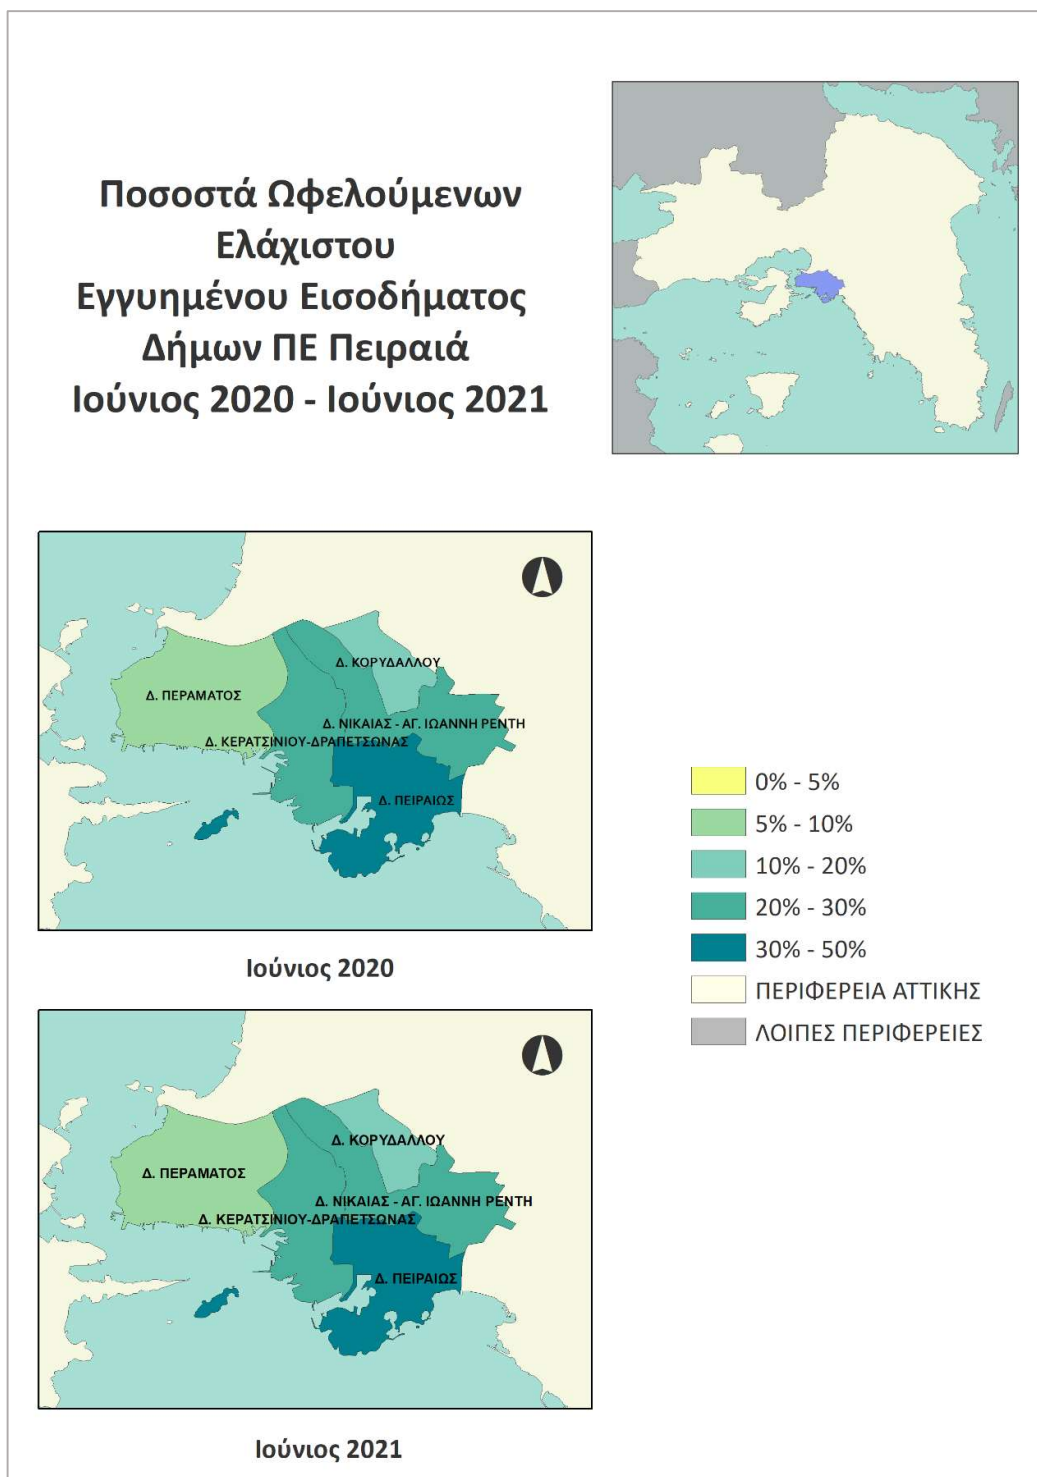 Ποσοστά Ωφελούμενων
Ελάχιστου
Εγγυημένου Εισοδήματος
Δήμων ΠΕ Πειραιά
Ιούνιος 2020 - Ιούνιος 2021
Δ. ΚΟΡΥΔΑΛΛΟΥ
Δ. ΠΕΡΑΜΑΤΟΣ
Δ. ΝΙΚΑΙΑΣ - ΑΓ. ΙΩΑΝΝΗ ΡΕΝΤΗ
Δ. ΚΕΡΑΤΣΙΝΙΟΥ-ΔΡΑΠΕΤΣΩΝΑΣ
Δ. ΠΕΙΡΑΙΩΣ
Ιούνιος 2020
0% - 5%
5% - 10%
10% - 20%
20% - 30%
30% - 50%
ΠΕΡΙΦΕΡΕΙΑ ΑΤΤΙΚΗΣ
ΛΟΙΠΕΣ ΠΕΡΙΦΕΡΕΙΕΣ
Δ. ΚΟΡΥΔΑΛΛΟΥ
Δ. ΠΕΡΑΜΑΤΟΣ
Δ. ΝΙΚΑΙΑΣ - ΑΓ. ΙΩΑΝΝΗ ΡΕΝΤΗ
Δ. ΚΕΡΑΤΣΙΝΙΟΥ-ΔΡΑΠΕΤΣΩΝΑΣ
Δ. ΠΕΙΡΑΙΩΣ
Ιούνιος 2021